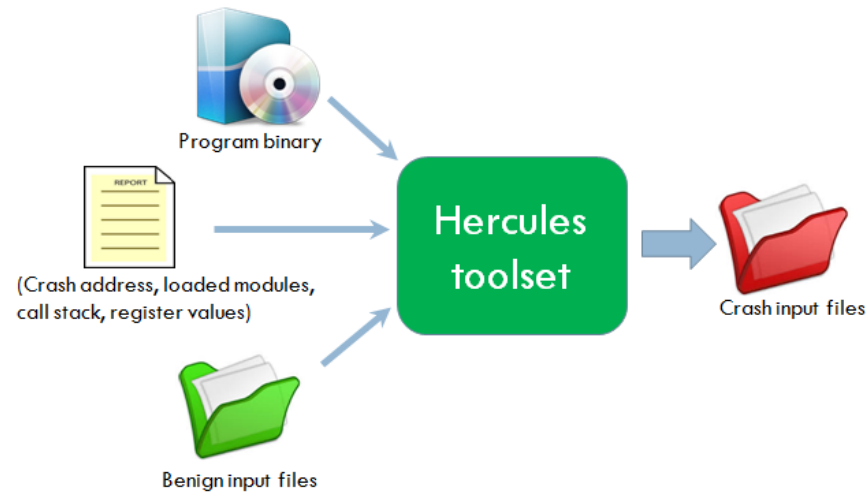 Program binary
REPORT
(Crash address, loaded modules,
call stack, register values)
Hercules
toolset
Crash input files
Benign input files